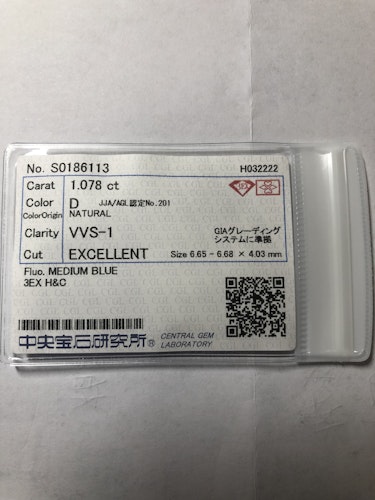 No. S0186113 H032222
Carat 1.078 ct
Color D JJA/AGL認定No.201
ColorOrigin NATURAL
Clarity VVS-1 GIAグレーディング
システムに準拠
Cut EXCELLENT Size 6.65 - 6.68 × 4.03 mm
Fluo. MEDIUM BLUE
3EX H&C
中央宝石研究所® CENTRAL GEM
LABORATORY